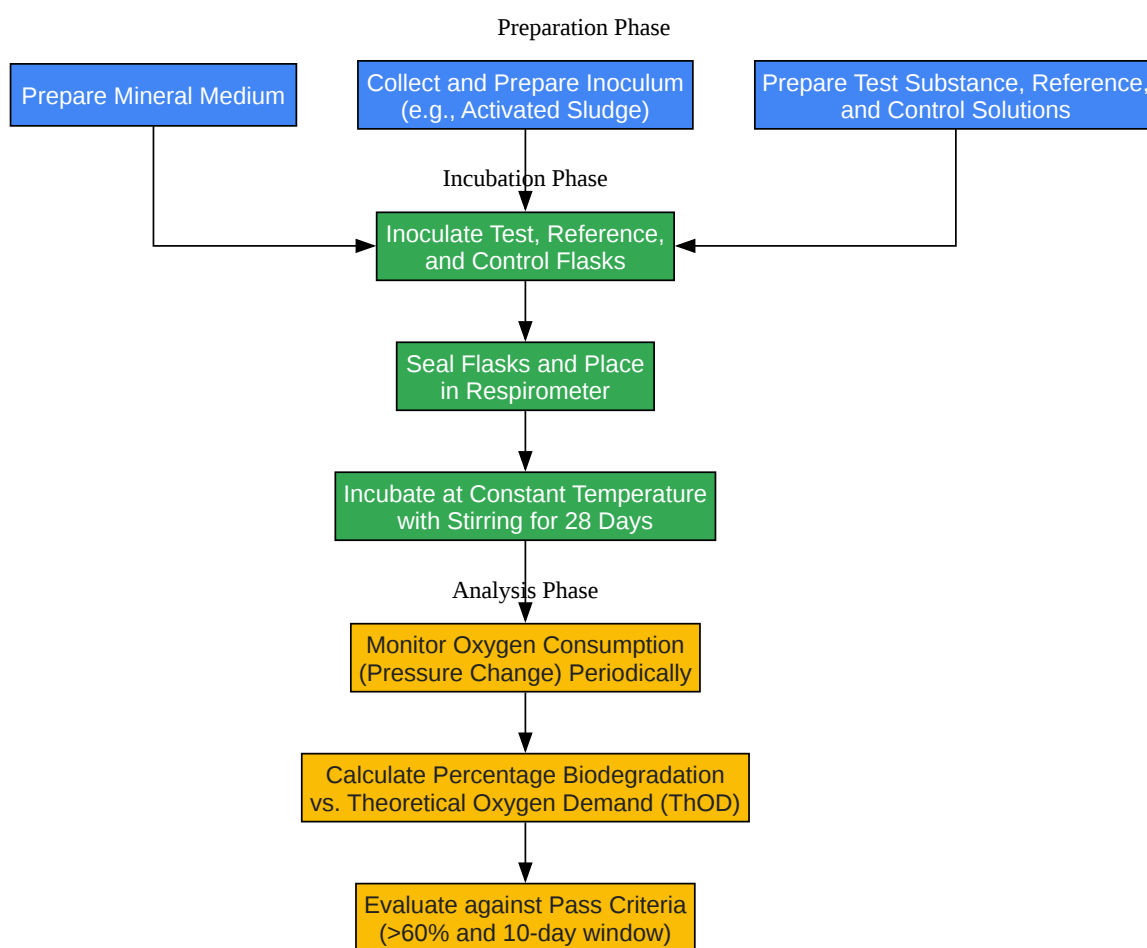 Preparation Phase
Prepare Mineral Medium
Collect and Prepare Inoculum
(e.g., Activated Sludge)
Prepare Test Substance, Reference,
and Control Solutions
Incubation Phase
Inoculate Test, Reference,
and Control Flasks
Seal Flasks and Place
in Respirometer
Incubate at Constant Temperature
with Stirring for 28 Days
Analysis Phase
Monitor Oxygen Consumption
(Pressure Change) Periodically
Calculate Percentage Biodegradation
vs. Theoretical Oxygen Demand (ThOD)
Evaluate against Pass Criteria
(>60% and 10-day window)